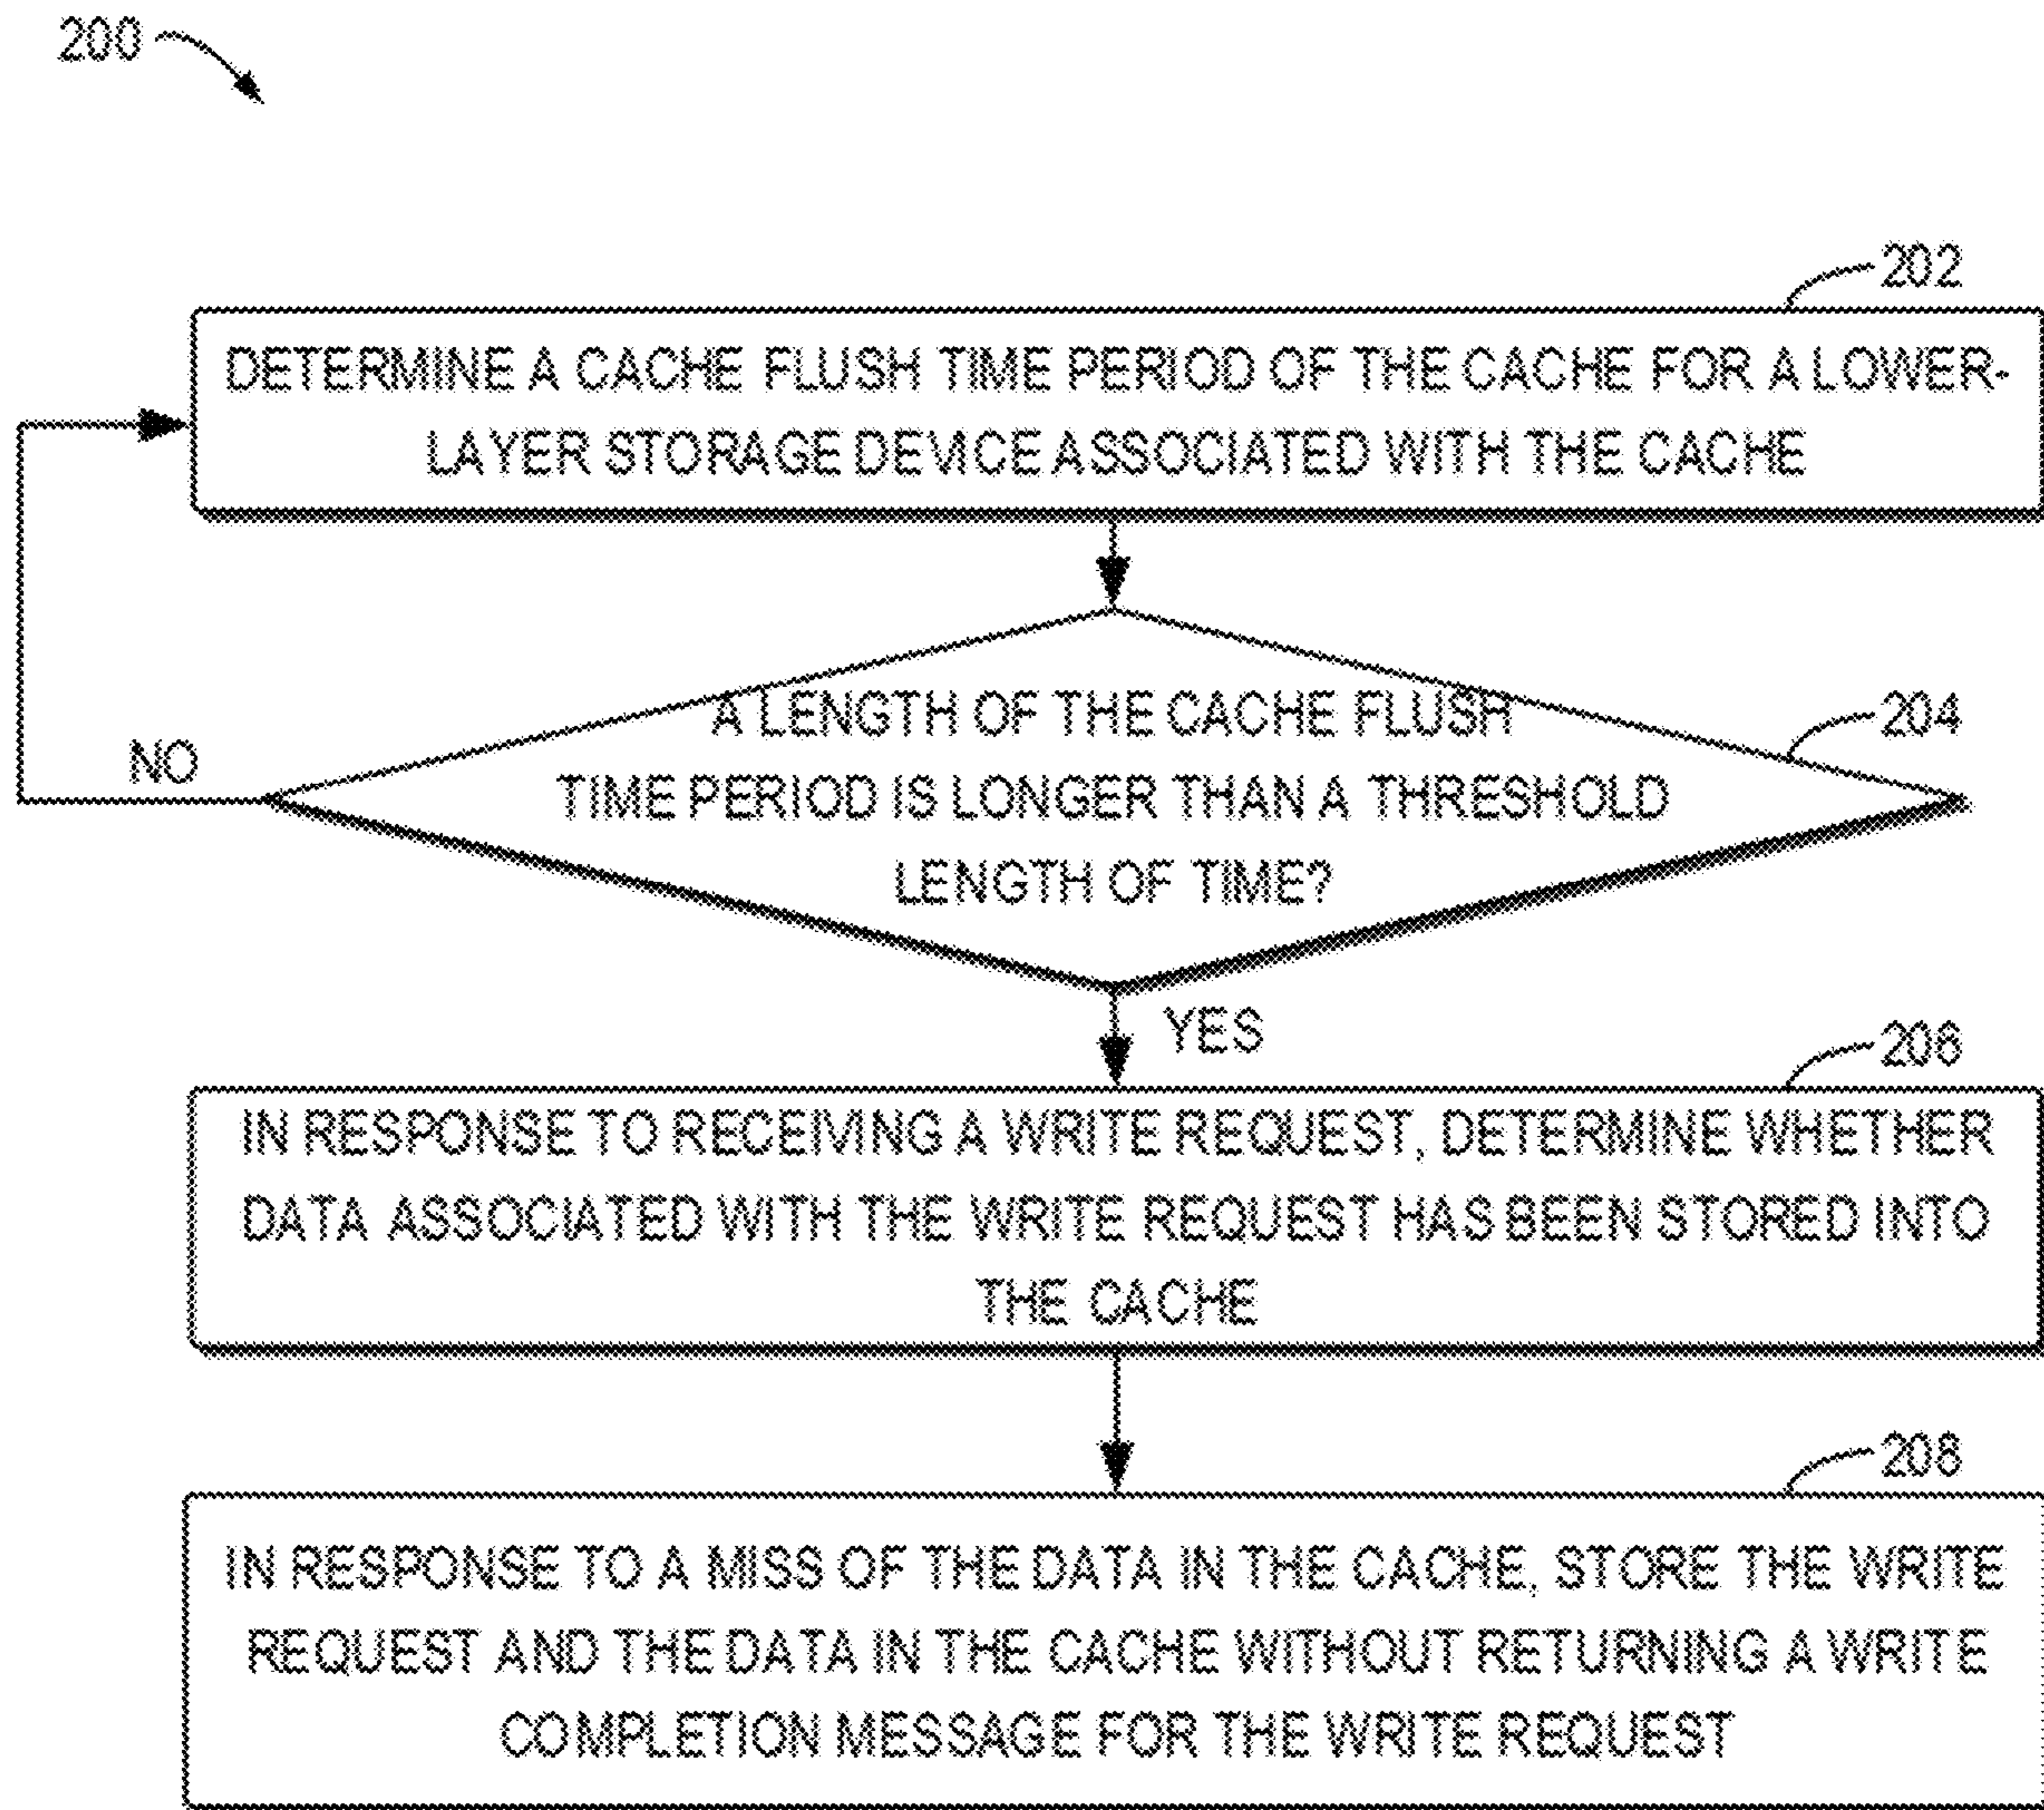 200
202
DETERMINE A CACHE FLUSH TIME PERIOD OF THE CACHE FOR A LOWER-
LAYER STORAGE DEVICE ASSOCIATED WITH THE CACHE
A LENGTH OF THE CACHE FLUSH
204
NO
TIME PERIOD IS LONGER THAN A THRESHOLD
LENGTH OF TIME?
YES
206
IN RESPONSE TO RECEIVING A WRITE REQUEST, DETERMINE WHETHER
DATA ASSOCIATED WITH THE WRITE REQUEST HAS BEEN STORED INTO
THE CACHE
208
IN RESPONSE TO A MISS OF THE DATA IN THE CACHE, STORE THE WRITE
REQUEST AND THE DATA IN THE CACHE WITHOUT RETURNING A WRITE
COMPLETION MESSAGE FOR THE WRITE REQUEST